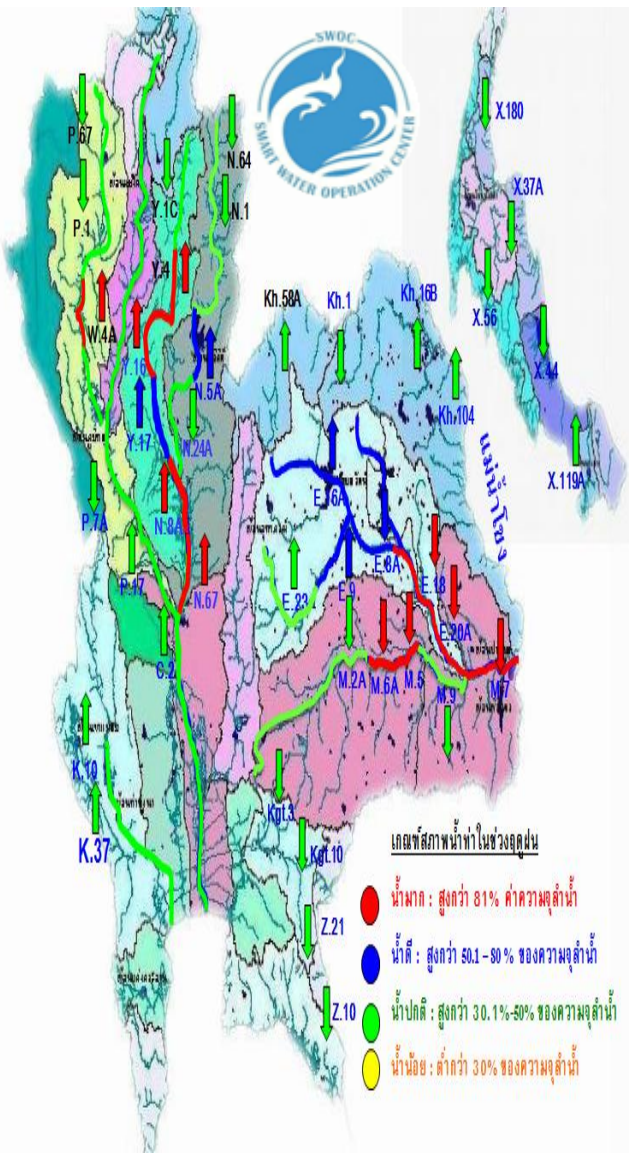 SWOC
SMART WATER OPERATION CENTER
X.180
P.67
N.64
X.37A
Y.1C
N.1
P.1
Y.4
Kh.58A
Kh.1
Kh.16B
W.4A
X.56
Y.16
X.44
N.5A
Kh.104
Y.17
N.24A
แม่น้ำโขง
X.119A
E.16A
P.7A
N.8A
E.8A
P.17
N.67
E.23
E.9
E.18
E.20A
C.2
M.2A
M.6A
M.5
M.9
M.7
K.10
Kgt.3
K.37
เกณฑ์สภาพน้ำท่าในช่วงฤดูฝน
Kgt.10
น้ำมาก : สูงกว่า 81% ค่าความจุลำน้ำ
Z.21
น้ำดี : สูงกว่า 50.1 - 80 % ของความจุลำน้ำ
Z.10
น้ำปกติ : สูงกว่า 30.1%-50% ของความจุลำน้ำ
น้ำน้อย : ต่ำกว่า 30% ของความจุลำน้ำ